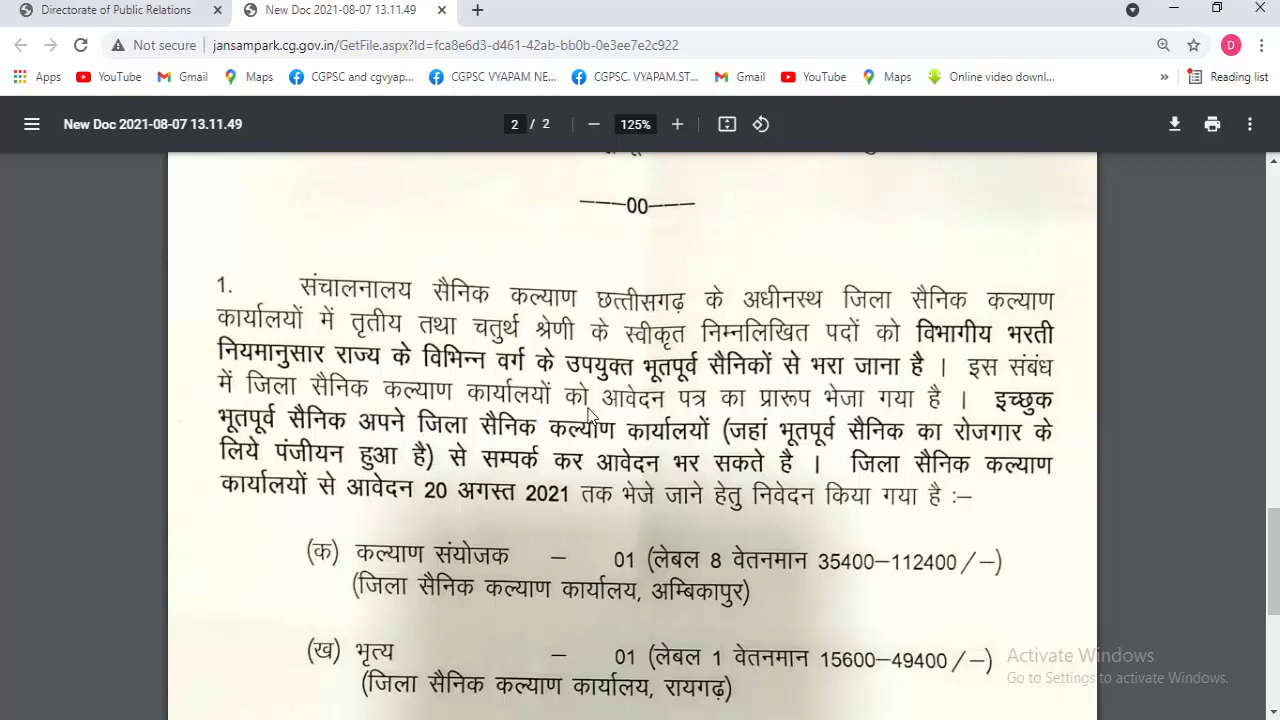 Directorate of Public Relations
New Doc 2021-08-07 13.11.49
Not secure
jansampark.cg.gov.in/GetFile.aspx?Id=fca8e6d3-d461-42ab-bb0b-0e3ee7e2c922
Apps YouTube Gmail Maps CGPSC and cgvyap... CGPSC VYAPAM NE... CGPSC. VYAPAM.ST... Gmail YouTube Maps Online video downl... » Reading list
New Doc 2021-08-07 13.11.49
2 / 2
125%
———00———
1. संचालनालय सैनिक कल्याण छत्तीसगढ़ के अधीनस्थ जिला सैनिक कल्याण
कार्यालयों में तृतीय तथा चतुर्थ श्रेणी के स्वीकृत निम्नलिखित पदों को विभागीय भरती
नियमानुसार राज्य के विभिन्न वर्ग के उपयुक्त भूतपूर्व सैनिकों से भरा जाना है । इस संबंध
में जिला सैनिक कल्याण कार्यालयों को आवेदन पत्र का प्रारूप भेजा गया है । इच्छुक
भूतपूर्व सैनिक अपने जिला सैनिक कल्याण कार्यालयों (जहां भूतपूर्व सैनिक का रोजगार के
लिये पंजीयन हुआ है) से सम्पर्क कर आवेदन भर सकते है । जिला सैनिक कल्याण
कार्यालयों से आवेदन 20 अगस्त 2021 तक भेजे जाने हेतु निवेदन किया गया है :–
(क) कल्याण संयोजक – 01 (लेबल 8 वेतनमान 35400–112400/–)
(जिला सैनिक कल्याण कार्यालय, अम्बिकापुर)
(ख) भृत्य – 01 (लेबल 1 वेतनमान 15600–49400/–)
(जिला सैनिक कल्याण कार्यालय, रायगढ़)
Activate Windows
Go to Settings to activate Windows.